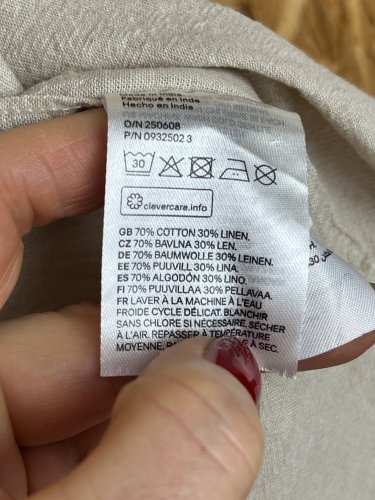 Made in India
Fabriqué en Inde
Hecho en India
O/N 250608
P/N 0932502 3
30
clevercare.info
GB 70% COTTON 30% LINEN.
CZ 70% BAVLNA 30% LEN.
DE 70% BAUMWOLLE 30% LEINEN.
EE 70% PUUVILL 30% LINA.
ES 70% ALGODÓN 30% LINO.
FI 70% PUUVILLAA 30% PELLAVAA.
FR LAVER À LA MACHINE À L'EAU
FROIDE CYCLE DÉLICAT. BLANCHIR
SANS CHLORE SI NÉCESSAIRE. SÉCHER
À L'AIR. REPASSER À TEMPÉRATURE
MOYENNE. À SEC.